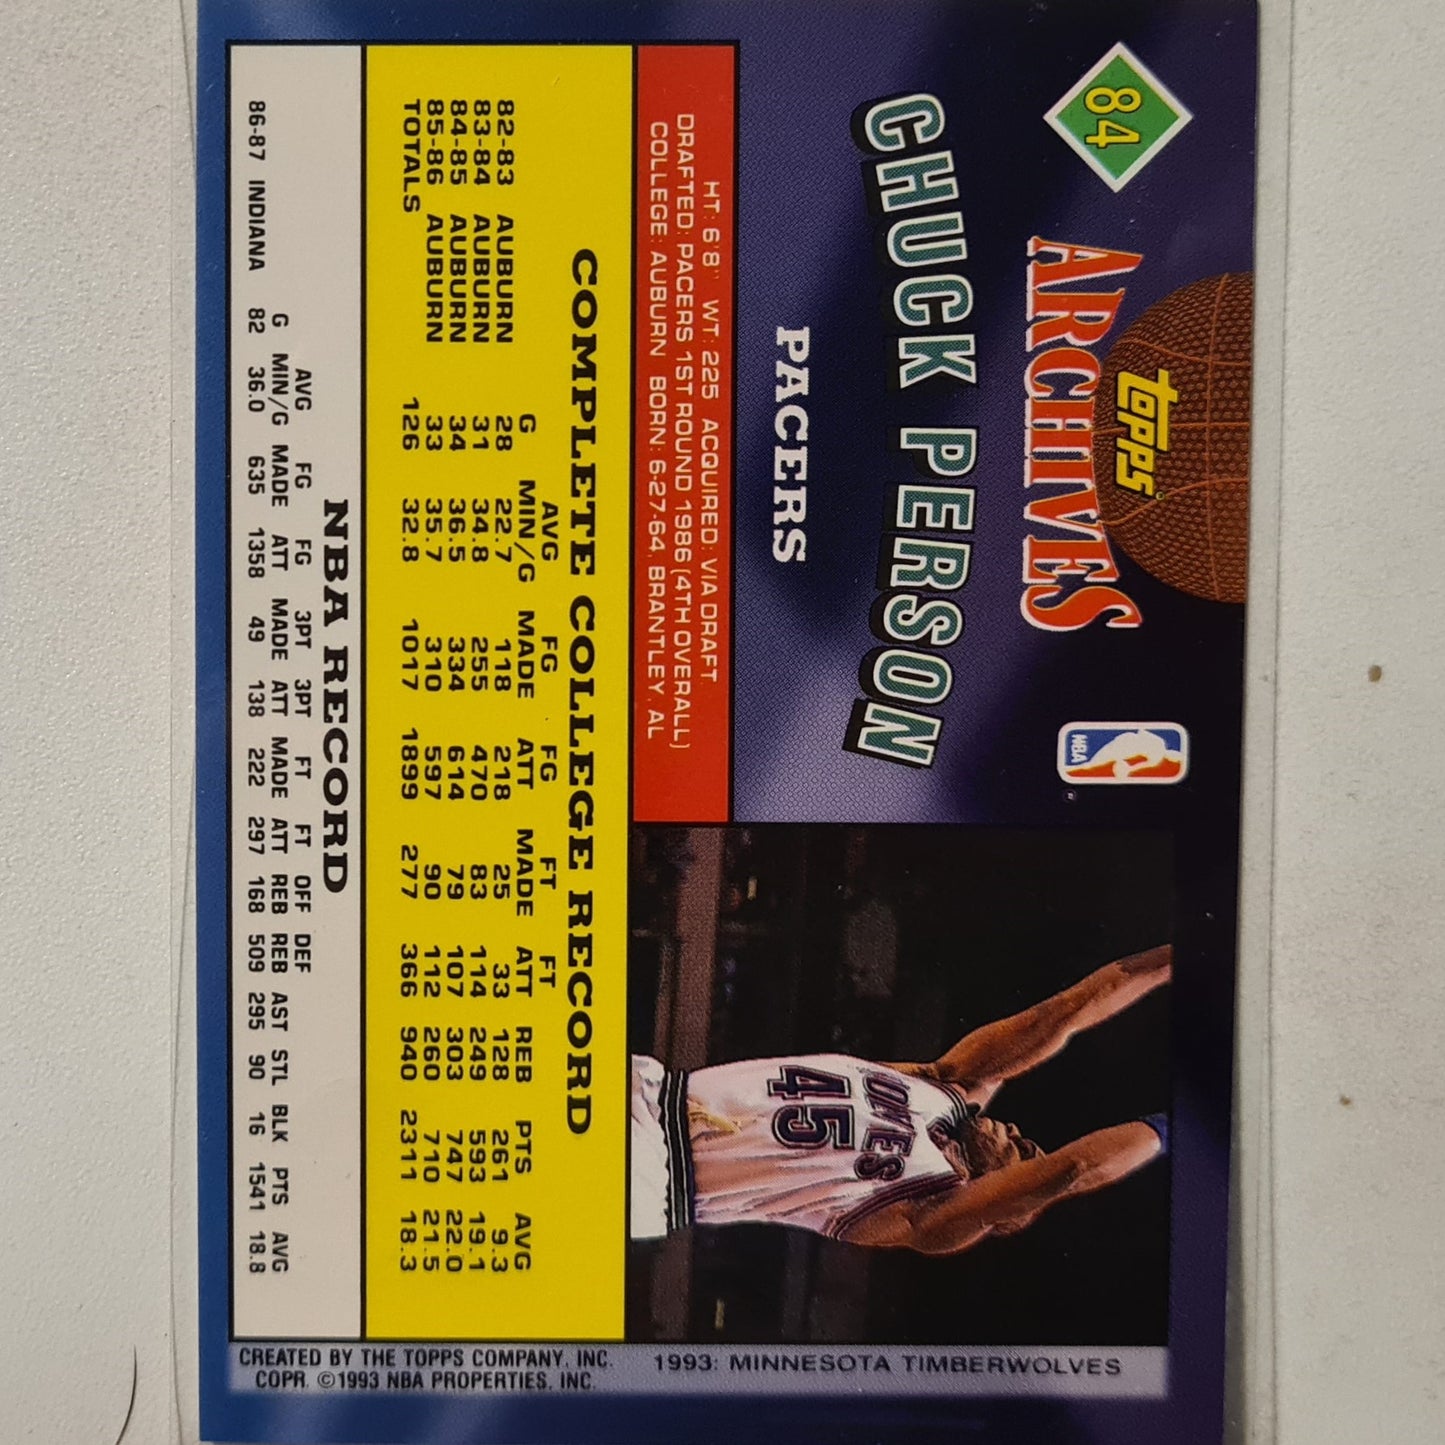 84
topps
ARCHIVES
NBA
CHUCK PERSON
PACERS
HT: 6'8" WT: 225 ACQUIRED: VIA DRAFT
DRAFTED: PACERS 1ST ROUND 1986 (4TH OVERALL)
COLLEGE: AUBURN BORN: 6-27-64, BRANTLEY, AL
WOLVES
45
COMPLETE COLLEGE RECORD
AVG FG FG FT FT
G MIN/G MADE ATT MADE ATT REB PTS AVG
82-83 AUBURN 28 22.7 118 218 25 33 128 261 9.3
83-84 AUBURN 31 34.8 255 470 83 114 249 593 19.1
84-85 AUBURN 34 36.5 334 614 79 107 303 747 22.0
85-86 AUBURN 33 35.7 310 597 90 112 260 710 21.5
TOTALS 126 32.8 1017 1899 277 366 940 2311 18.3
NBA RECORD
AVG FG FG 3PT 3PT FT FT OFF DEF
G MIN/G MADE ATT MADE ATT MADE ATT REB REB AST STL BLK PTS AVG
86-87 INDIANA 82 36.0 635 1358 49 138 222 297 168 509 295 90 16 1541 18.8
1993: MINNESOTA TIMBERWOLVES
CREATED BY THE TOPPS COMPANY, INC.
COPR. ©1993 NBA PROPERTIES, INC.